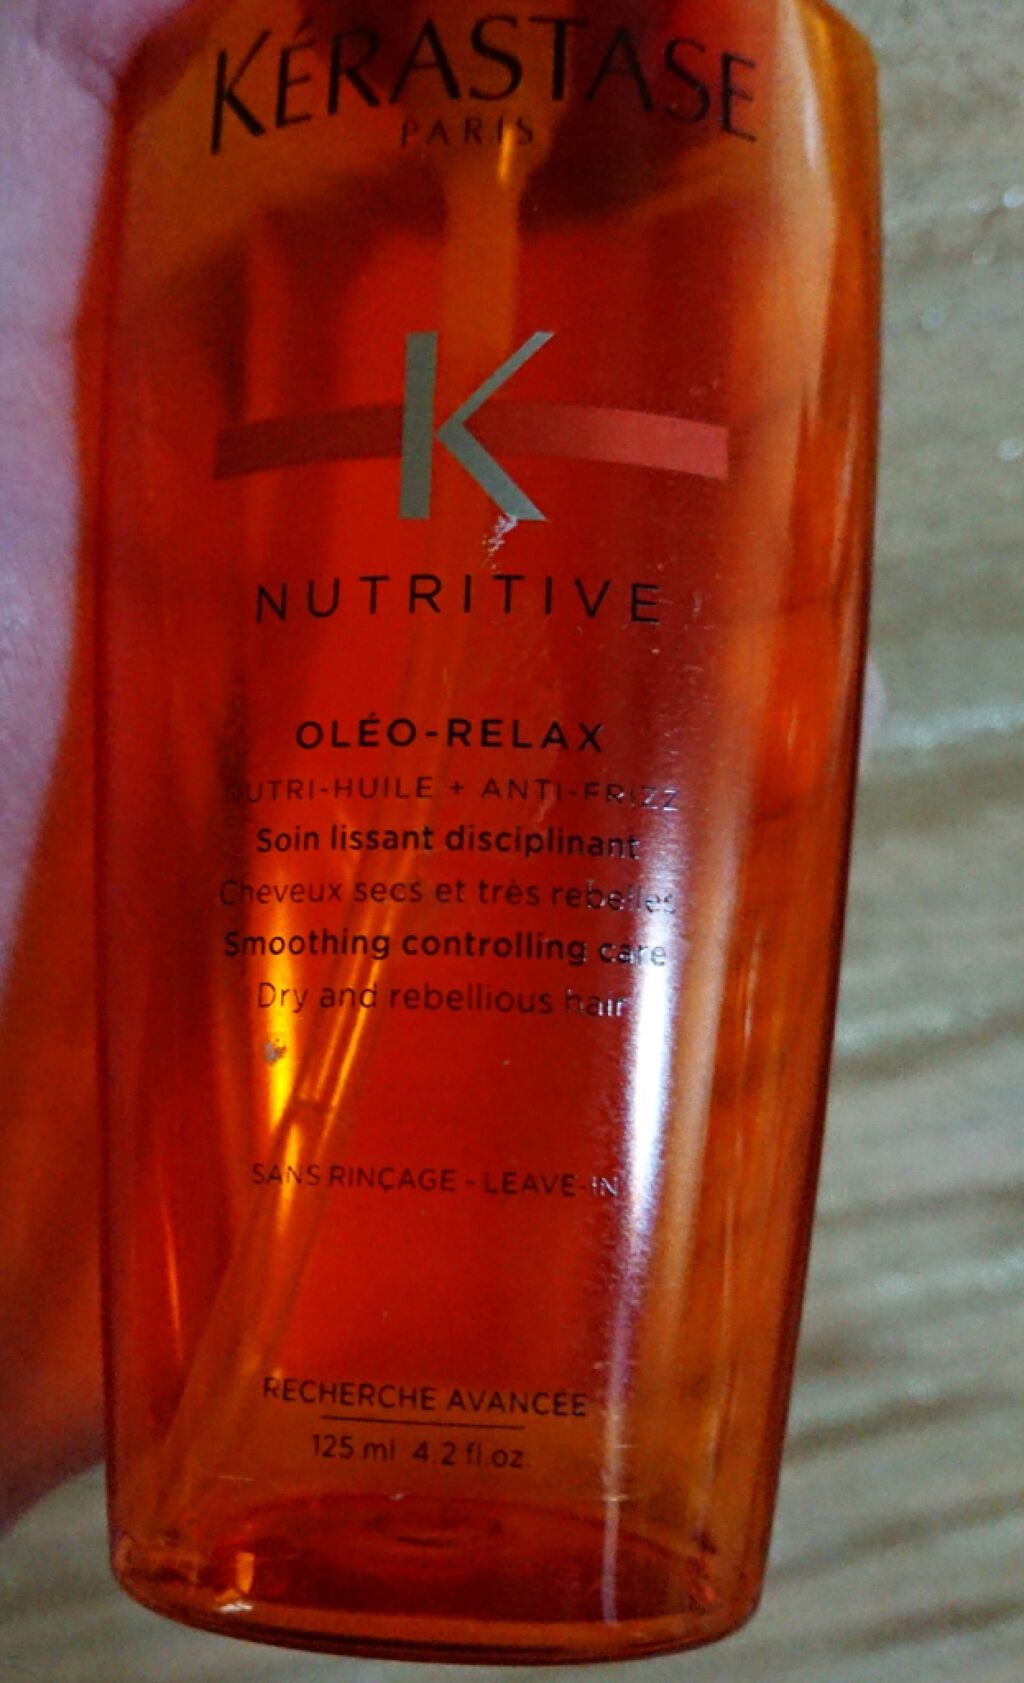 KÉRASTASE
PARIS
K
NUTRITIVE
OLÉO-RELAX
NUTRI-HUILE + ANTI-FRIZZ
Soin lissant disciplinant
Cheveux secs et très rebelles
Smoothing controlling care
Dry and rebellious hair
SANS RINÇAGE - LEAVE-IN
RECHERCHE AVANCÉE
125 ml 4.2 fl.oz.